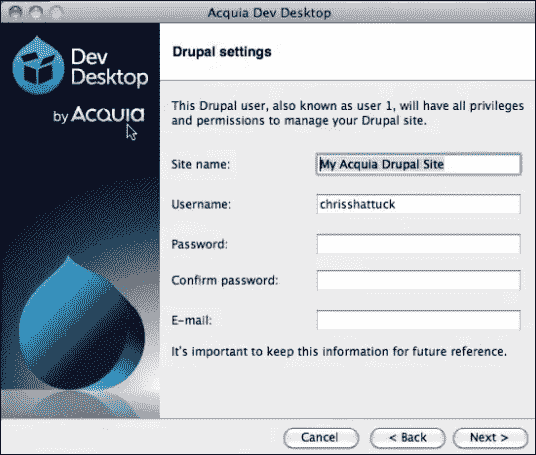 Acquia Dev Desktop
Dev
Desktop
by Acquia
Drupal settings
This Drupal user, also known as user 1, will have all privileges
and permissions to manage your Drupal site.
Site name:
My Acquia Drupal Site
Username:
chrisshattuck
Password:
Confirm password:
E-mail:
It's important to keep this information for future reference.
Cancel
< Back
Next >